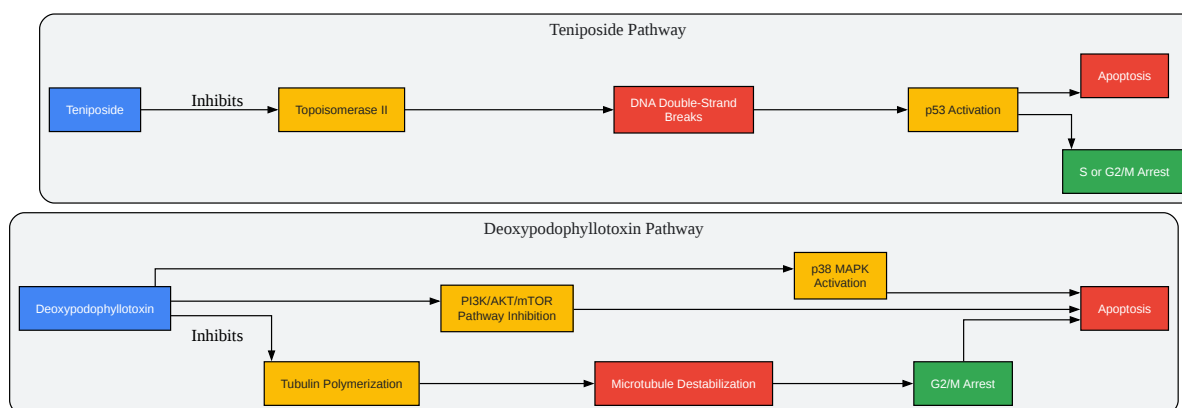 Teniposide Pathway
Teniposide
Inhibits
Topoisomerase II
DNA Double-Strand
Breaks
p53 Activation
Apoptosis
S or G2/M Arrest
Deoxypodophyllotoxin Pathway
Deoxypodophyllotoxin
Inhibits
p38 MAPK
Activation
PI3K/AKT/mTOR
Pathway Inhibition
Apoptosis
Tubulin Polymerization
Microtubule Destabilization
G2/M Arrest